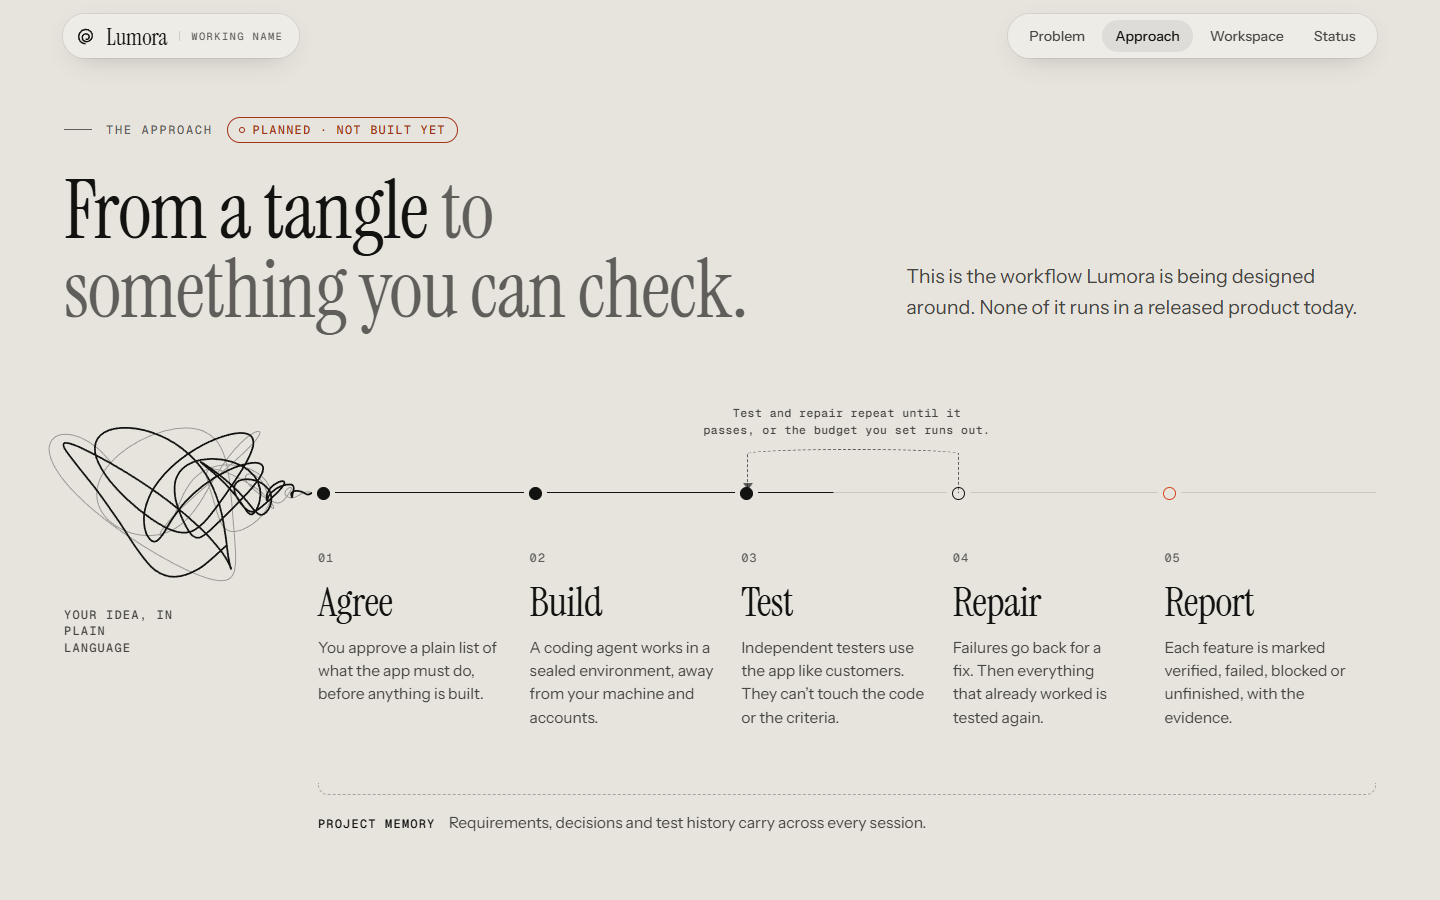 Lumora
WORKING NAME
Problem
Approach
Workspace
Status
THE APPROACH
PLANNED · NOT BUILT YET
From a tangle to
something you can check.
This is the workflow Lumora is being designed
around. None of it runs in a released product today.
Test and repair repeat until it
passes, or the budget you set runs out.
YOUR IDEA, IN
PLAIN
LANGUAGE
01
Agree
You approve a plain list of
what the app must do,
before anything is built.
02
Build
A coding agent works in a
sealed environment, away
from your machine and
accounts.
03
Test
Independent testers use
the app like customers.
They can’t touch the code
or the criteria.
04
Repair
Failures go back for a
fix. Then everything
that already worked is
tested again.
05
Report
Each feature is marked
verified, failed, blocked or
unfinished, with the
evidence.
PROJECT MEMORY
Requirements, decisions and test history carry across every session.